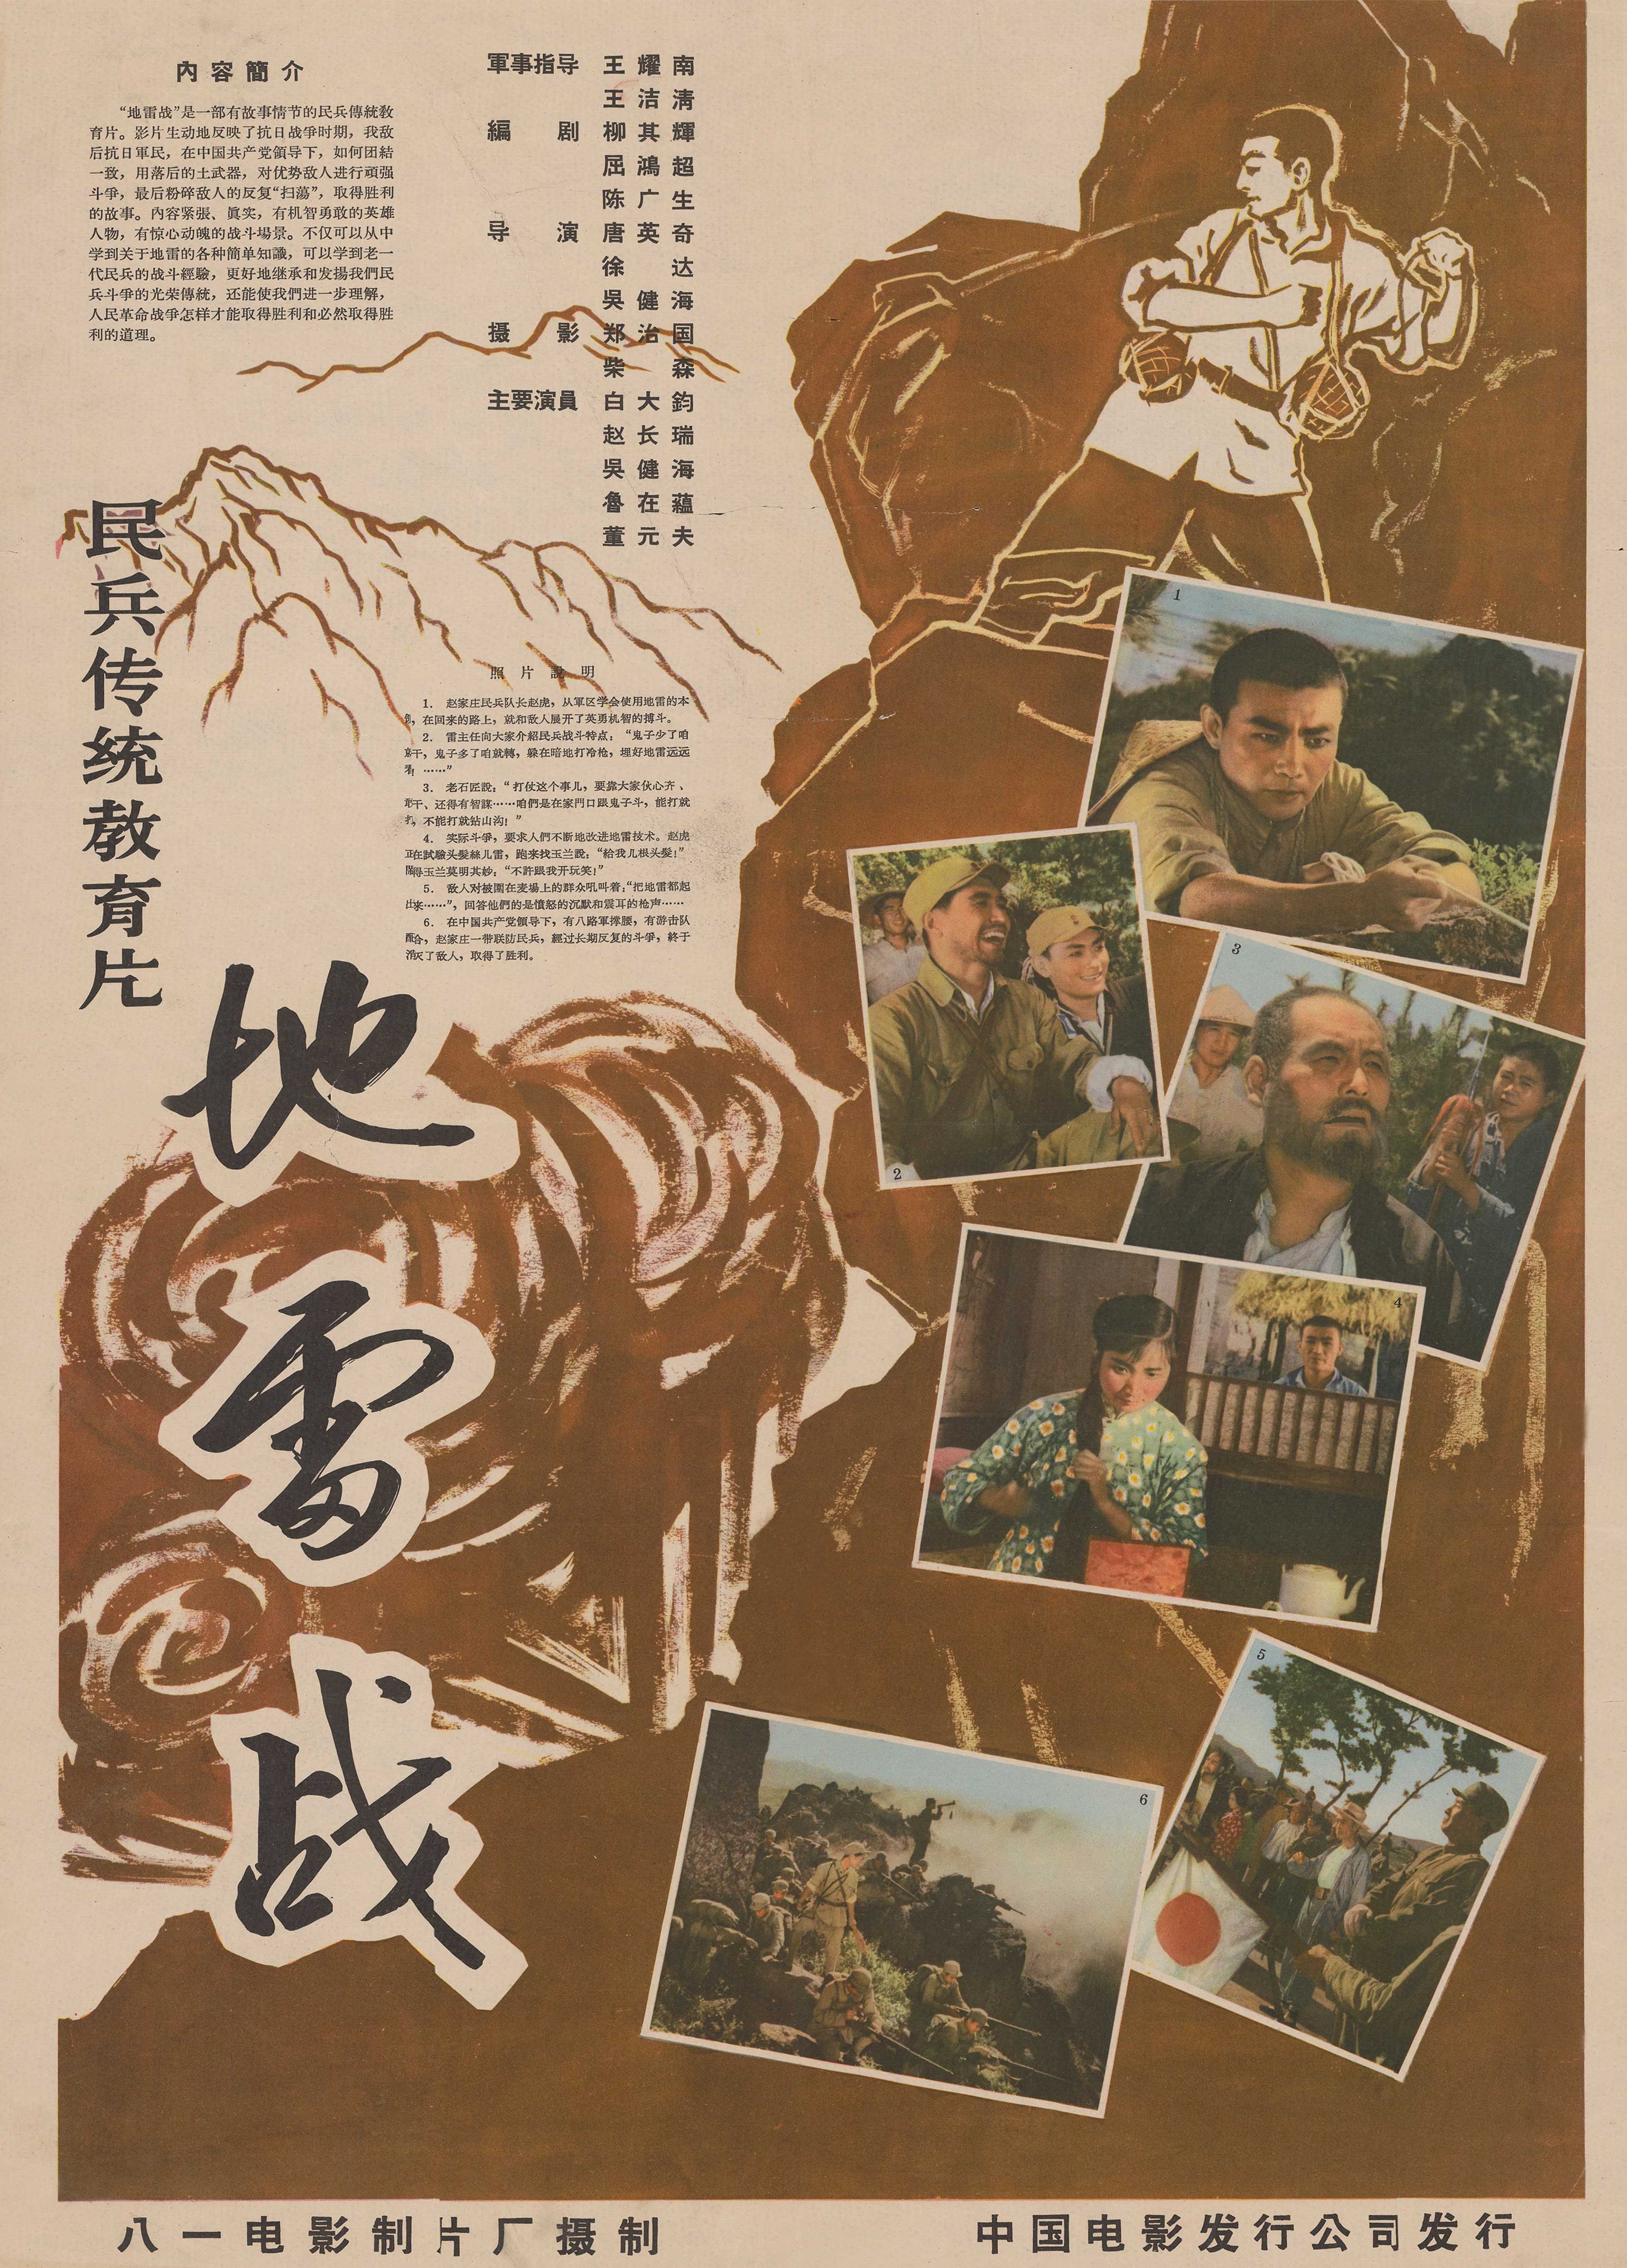 內容簡介
“地雷战”是一部有故事情节的民兵傳統教
育片。影片生动地反映了抗日战爭时期，我敌
后抗日軍民，在中国共产党領导下，如何团結
一致，用落后的土武器，对优势敌人进行頑强
斗爭，最后粉碎敌人的反复“扫蕩”，取得胜利
的故事。內容紧張、眞实，有机智勇敢的英雄
人物，有惊心动魄的战斗場景。不仅可以从中
学到关于地雷的各种簡单知識，可以学到老一
代民兵的战斗經驗，更好地继承和发揚我們民
兵斗爭的光荣傳統，还能使我們进一步理解，
人民革命战爭怎样才能取得胜利和必然取得胜
利的道理。
軍事指导 王耀南
王洁清
編剧 柳其輝
屈鴻超
陈广生
导演 唐英奇
徐达
吳健海
摄影 郑治国
柴森
主要演員 白大鈞
赵长瑞
吳健海
魯在蘊
董元夫
民兵传统教育片
照片說明
1. 赵家庄民兵队长赵虎，从軍区学会使用地雷的本
領，在回来的路上，就和敌人展开了英勇机智的搏斗。
2. 雷主任向大家介紹民兵战斗特点：“鬼子少了咱
就干，鬼子多了咱就轉，躲在暗地打冷枪，埋好地雷远远
看……”
3. 老石匠說：“打仗这个事儿，要靠大家伙心齐、
敢干、还得有智謀……咱們是在家門口跟鬼子斗，能打就
打，不能打就钻山沟！”
4. 实际斗爭，要求人們不断地改进地雷技术。赵虎
正在試驗头髮絲儿雷，跑来找玉兰說：“給我几根头髮！”
閙得玉兰莫明其妙：“不許跟我开玩笑！”
5. 敌人对被圍在麦場上的群众吼叫着：“把地雷都起
出来……”，回答他們的是憤怒的沉默和震耳的枪声……
6. 在中国共产党領导下，有八路軍撑腰，有游击队
配合，赵家庄一带联防民兵，經过长期反复的斗爭，終于
消灭了敌人，取得了胜利。
地雷战
1
2
3
4
5
6
八一电影制片厂摄制
中国电影发行公司发行